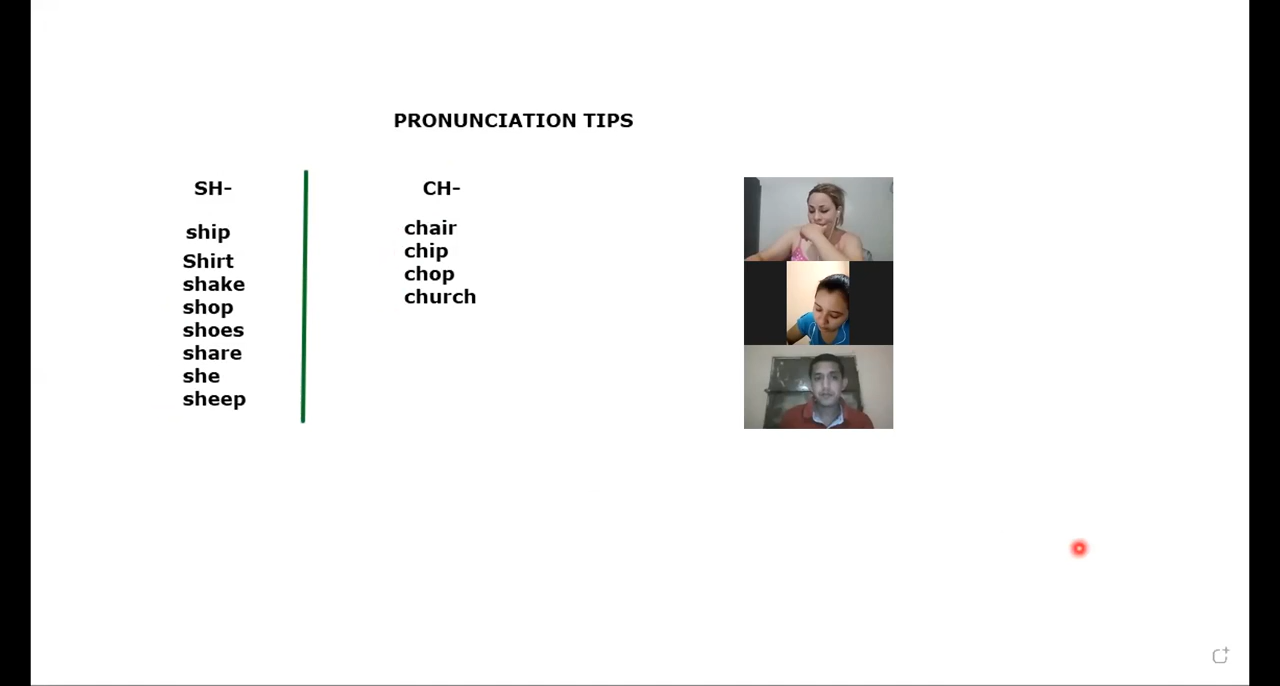 PRONUNCIATION TIPS
SH-
ship
Shirt
shake
shop
shoes
share
she
sheep
CH-
chair
chip
chop
church